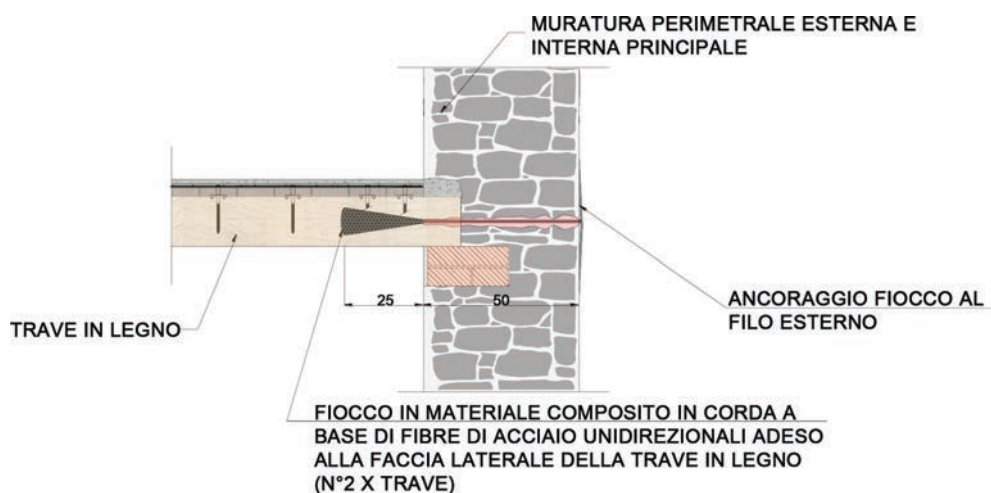 MURATURA PERIMETRALE ESTERNA E
INTERNA PRINCIPALE
25
50
TRAVE IN LEGNO
ANCORAGGIO FIOCCO AL
FILO ESTERNO
FIOCCO IN MATERIALE COMPOSITO IN CORDA A
BASE DI FIBRE DI ACCIAIO UNIDIREZIONALI ADESO
ALLA FACCIA LATERALE DELLA TRAVE IN LEGNO
(N°2 X TRAVE)